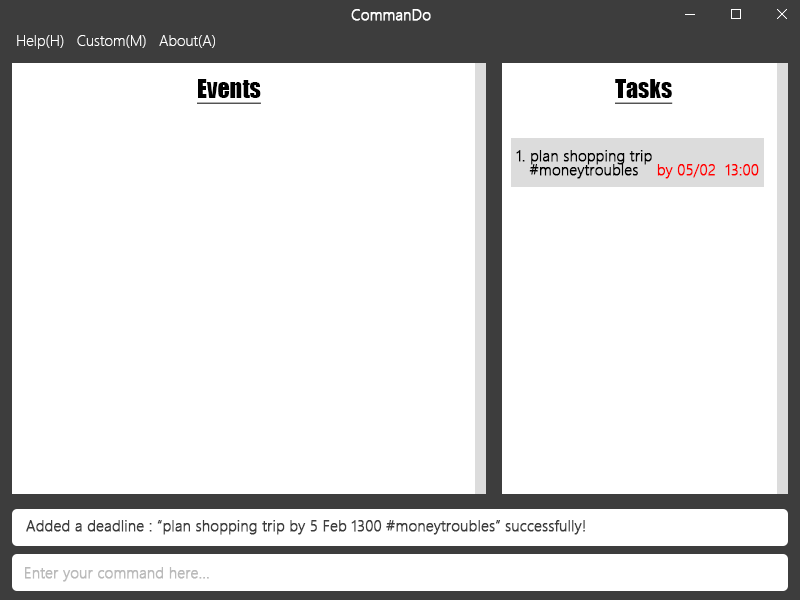 CommanDo
Help(H) Custom(M) About(A)
Events
Tasks
1. plan shopping trip
#moneytroubles by 05/02 13:00
Added a deadline : “plan shopping trip by 5 Feb 1300 #moneytroubles” successfully!
Enter your command here...